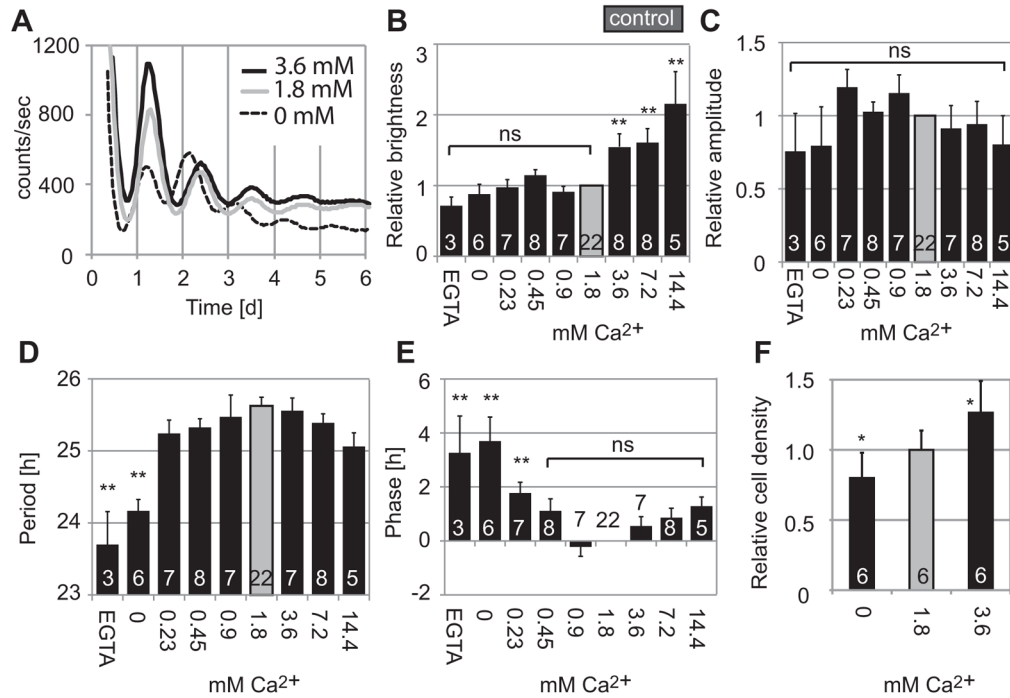 A
1200
800
400
0
counts/sec
3.6 mM
1.8 mM
0 mM
0 1 2 3 4 5 6
Time [d]
B
control
3
2
1
0
Relative brightness
ns
** ** **
3 6 7 8 7 22 8 8 5
EGTA 0 0.23 0.45 0.9 1.8 3.6 7.2 14.4
mM Ca²⁺
C
1.5
1
0.5
0
Relative amplitude
ns
3 6 7 8 7 22 8 8 5
EGTA 0 0.23 0.45 0.9 1.8 3.6 7.2 14.4
mM Ca²⁺
D
26
25
24
23
Period [h]
** **
3 6 7 8 7 22 7 8 5
EGTA 0 0.23 0.45 0.9 1.8 3.6 7.2 14.4
mM Ca²⁺
E
6
4
2
0
-2
Phase [h]
** ** **
ns
3 6 7 8 7 22 7 8 5
EGTA 0 0.23 0.45 0.9 1.8 3.6 7.2 14.4
mM Ca²⁺
F
1.5
1.0
0.5
0
Relative cell density
* *
6 6 6
0 1.8 3.6
mM Ca²⁺